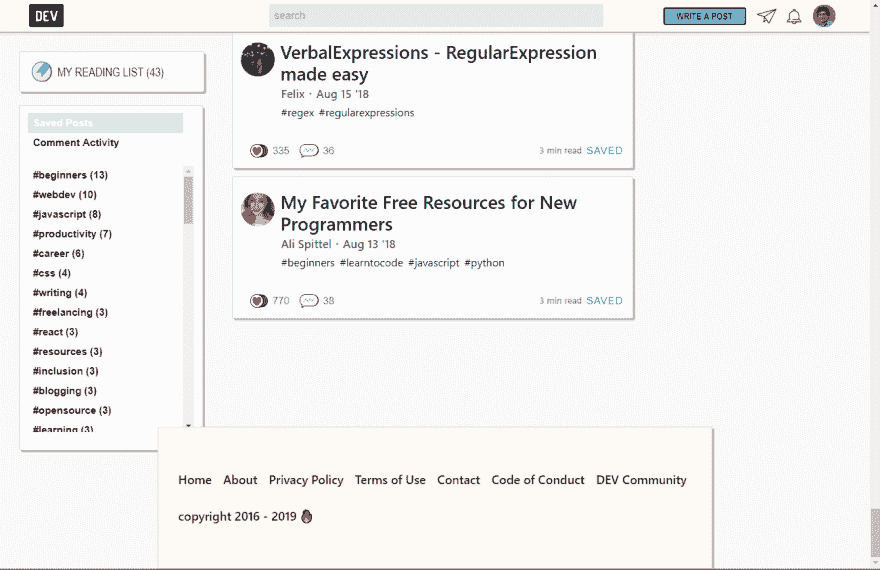 DEV
search
WRITE A POST
MY READING LIST (43)
Saved Posts
Comment Activity
#beginners (13)
#webdev (10)
#javascript (8)
#productivity (7)
#career (6)
#css (4)
#writing (4)
#freelancing (3)
#react (3)
#resources (3)
#inclusion (3)
#blogging (3)
#opensource (3)
#learning (3)
VerbalExpressions - RegularExpression
made easy
Felix · Aug 15 '18
#regex #regularexpressions
335 36 3 min read SAVED
My Favorite Free Resources for New
Programmers
Ali Spittel · Aug 13 '18
#beginners #learntocode #javascript #python
770 38 3 min read SAVED
Home About Privacy Policy Terms of Use Contact Code of Conduct DEV Community
copyright 2016 - 2019